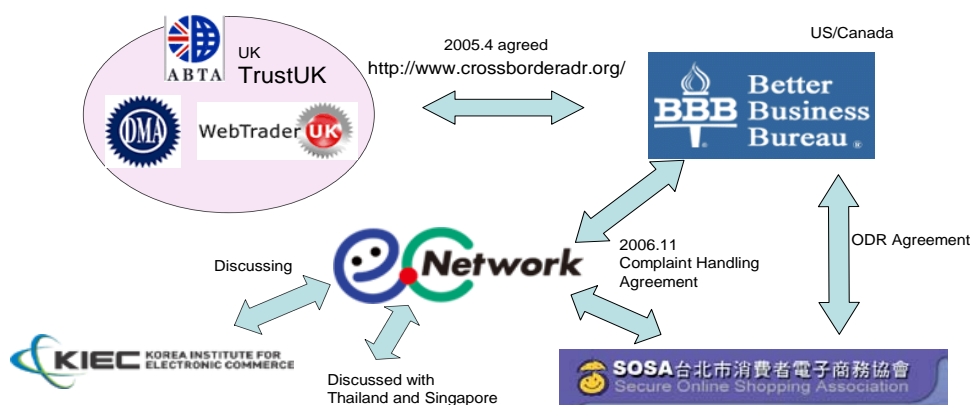 ABTA
UK
TrustUK
DMA
WebTrader UK
2005.4 agreed
http://www.crossborderadr.org/
US/Canada
BBB
Better
Business
Bureau ®
Discussing
e.C Network
2006.11
Complaint Handling
Agreement
ODR Agreement
KIEC KOREA INSTITUTE FOR
ELECTRONIC COMMERCE
Discussed with
Thailand and Singapore
SOSA台北市消費者電子商務協會
Secure Online Shopping Association